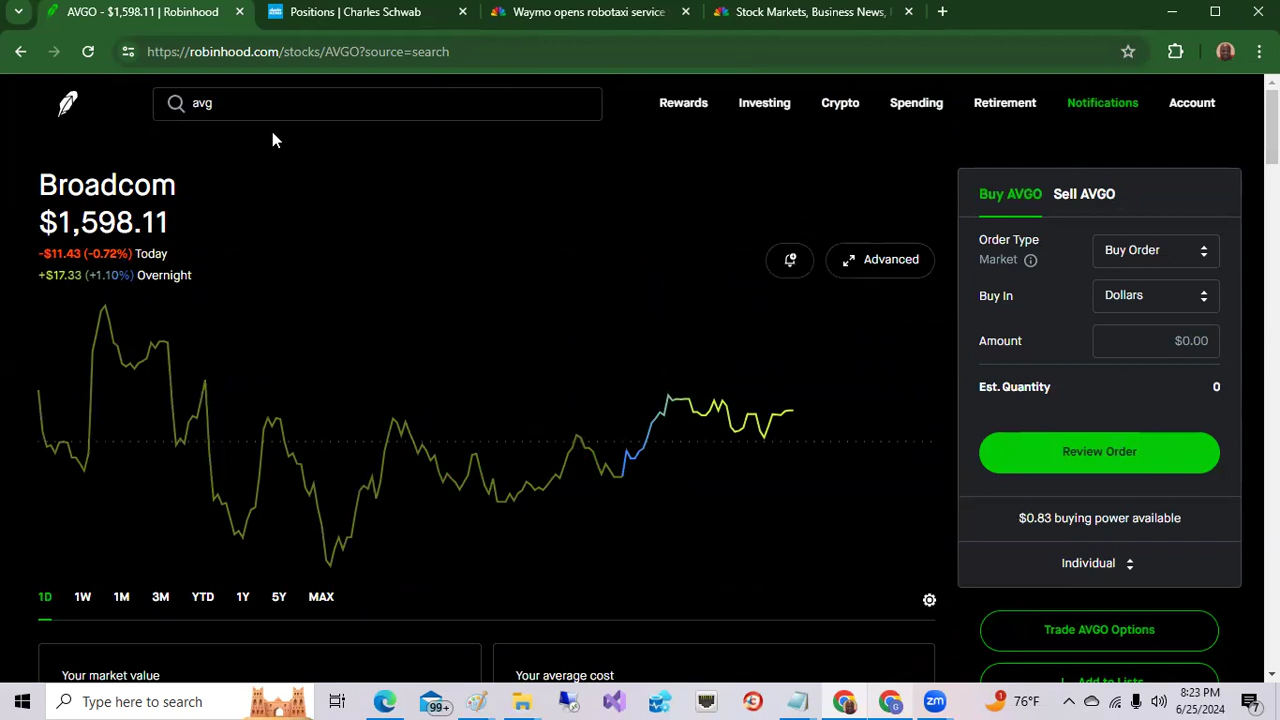 AVGO - $1,598.11 | Robinhood
Positions | Charles Schwab
Waymo opens robotaxi service
Stock Markets, Business News,
https://robinhood.com/stocks/AVGO?source=search
avg
Rewards
Investing
Crypto
Spending
Retirement
Notifications
Account
Broadcom
$1,598.11
-$11.43 (-0.72%) Today
+$17.33 (+1.10%) Overnight
Advanced
Buy AVGO
Sell AVGO
Order Type
Market
Buy Order
Buy In
Dollars
Amount
$0.00
Est. Quantity
0
Review Order
$0.83 buying power available
Individual
1D
1W
1M
3M
YTD
1Y
5Y
MAX
Trade AVGO Options
Your market value
Your average cost
Add to Lists
Type here to search
99+
1
76°F
8:23 PM
6/25/2024
7